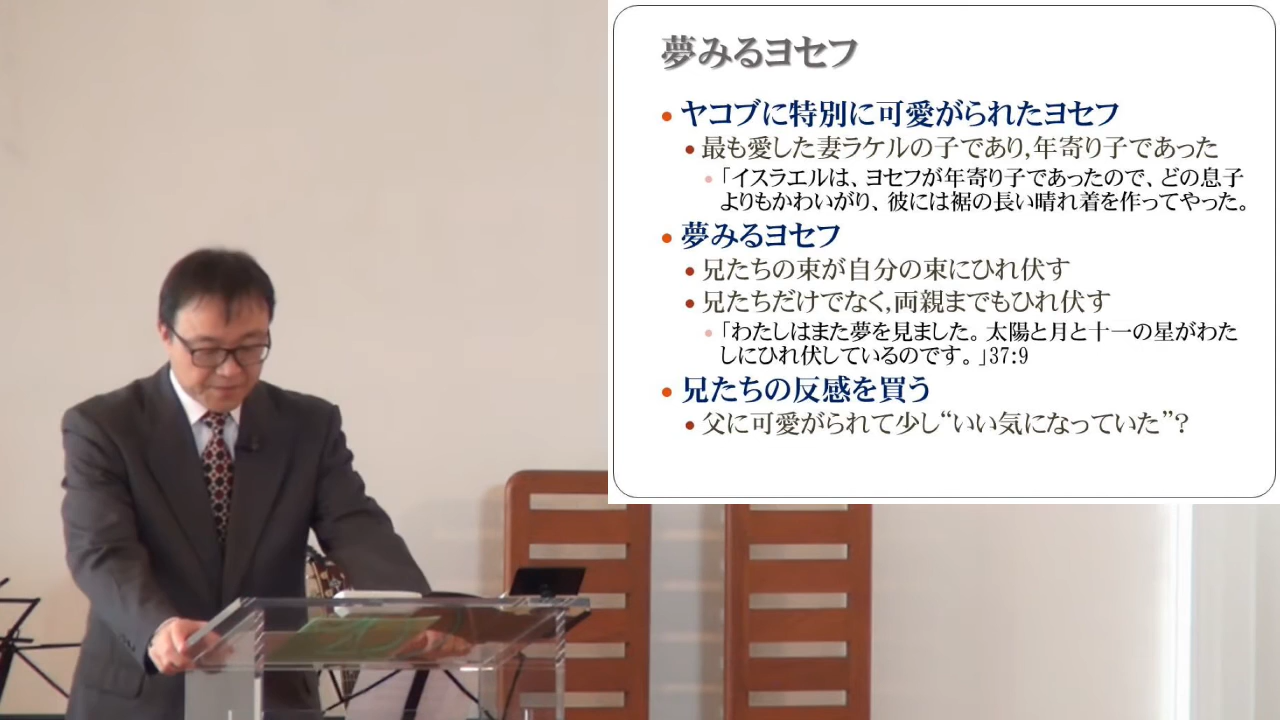 夢みるヨセフ
• ヤコブに特別に可愛がられたヨセフ
• 最も愛した妻ラケルの子であり,年寄り子であった
• 「イスラエルは、ヨセフが年寄り子であったので、どの息子
よりもかわいがり、彼には裾の長い晴れ着を作ってやった。
• 夢みるヨセフ
• 兄たちの束が自分の束にひれ伏す
• 兄たちだけでなく,両親までもひれ伏す
• 「わたしはまた夢を見ました。太陽と月と十一の星がわた
しにひれ伏しているのです。」37:9
• 兄たちの反感を買う
• 父に可愛がられて少し“いい気になっていた”?